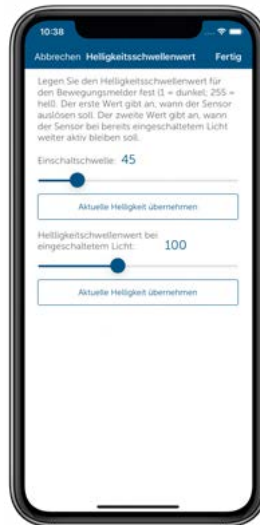 10:38
Abbrechen Helligkeitsschwellenwert Fertig
Legen Sie den Helligkeitsschwellenwert für
den Bewegungsmelder fest (1 = dunkel; 255 =
hell). Der erste Wert gibt an, wann der Sensor
auslösen soll. Der zweite Wert gibt an, wann
der Sensor bei bereits eingeschaltetem Licht
weiter aktiv bleiben soll.
Einschaltschwelle: 45
Aktuelle Helligkeit übernehmen
Helligkeitschwellenwert bei
eingeschaltetem Licht: 100
Aktuelle Helligkeit übernehmen